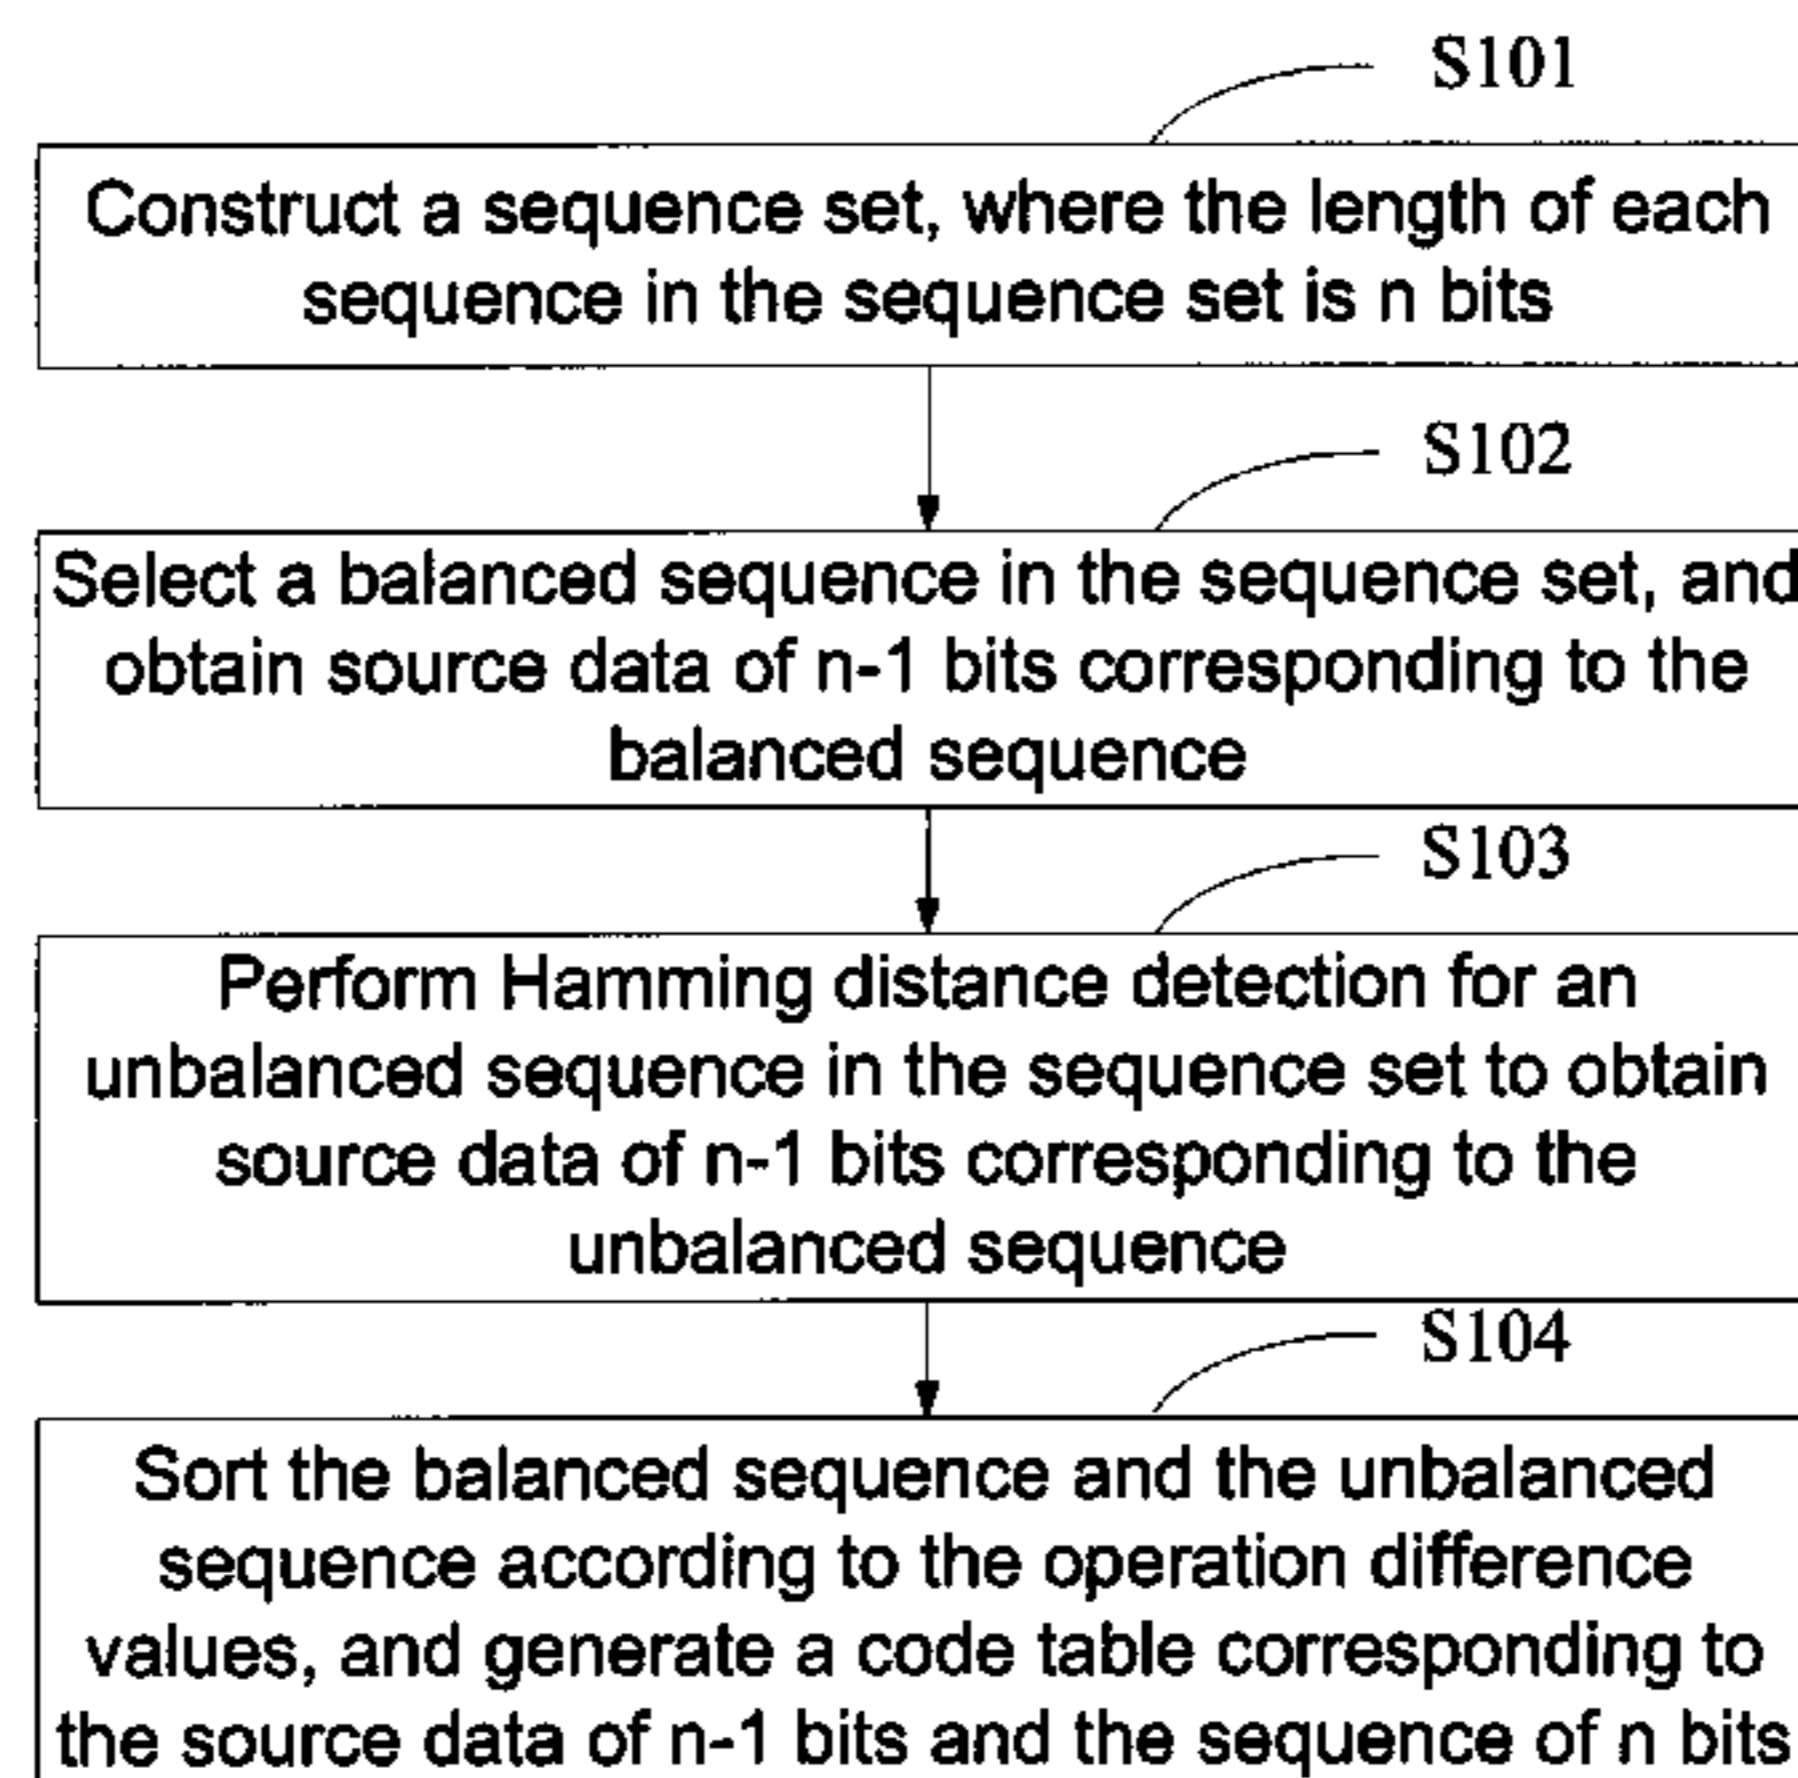 S101
Construct a sequence set, where the length of each
sequence in the sequence set is n bits
S102
Select a balanced sequence in the sequence set, and
obtain source data of n-1 bits corresponding to the
balanced sequence
S103
Perform Hamming distance detection for an
unbalanced sequence in the sequence set to obtain
source data of n-1 bits corresponding to the
unbalanced sequence
S104
Sort the balanced sequence and the unbalanced
sequence according to the operation difference
values, and generate a code table corresponding to
the source data of n-1 bits and the sequence of n bits